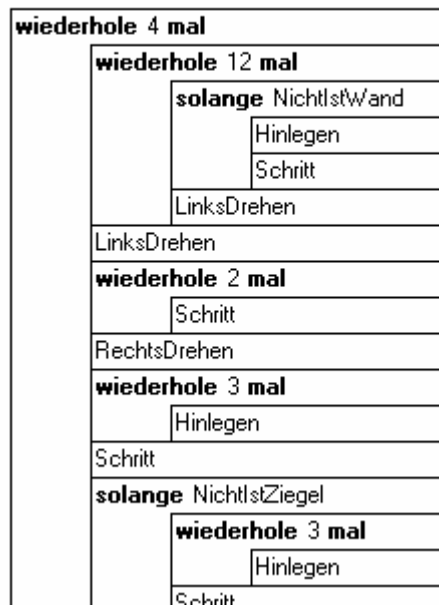 wiederhole 4 mal
wiederhole 12 mal
solange NichtIstWand
Hinlegen
Schritt
LinksDrehen
LinksDrehen
wiederhole 2 mal
Schritt
RechtsDrehen
wiederhole 3 mal
Hinlegen
Schritt
solange NichtIstZiegel
wiederhole 3 mal
Hinlegen
Schritt